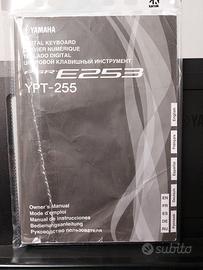 YAMAHA
DIGITAL KEYBOARD
CLAVIER NUMÉRIQUE
TECLADO DIGITAL
ЦИФРОВОЙ КЛАВИШНЫЙ ИНСТРУМЕНТ
PSR-E253
YPT-255
Owner's Manual
Mode d'emploi
Manual de instrucciones
Bedienungsanleitung
Руководство пользователя
English
Français
Español
Deutsch
EN
FR
ES
DE
RU
subito